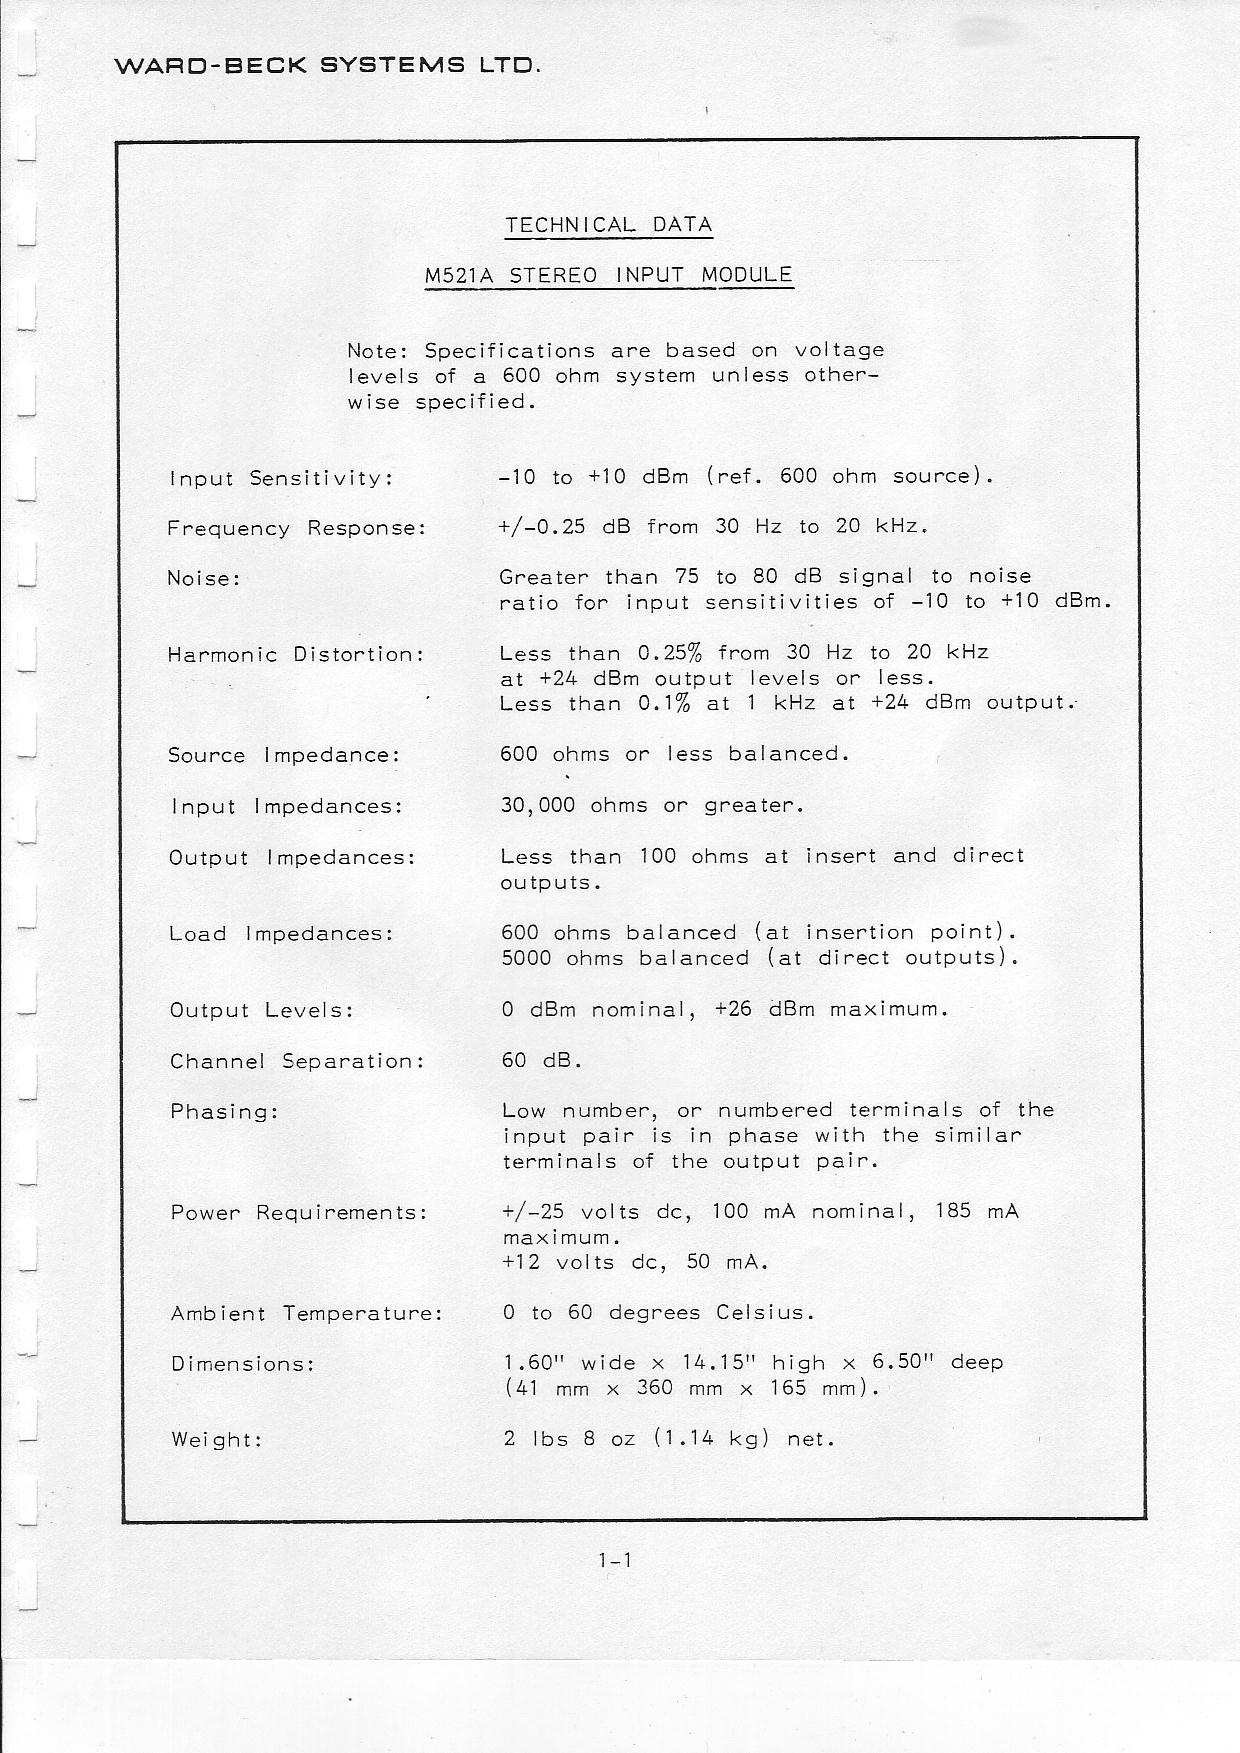 WARD-BECK SYSTEMS LTD.
TECHNICAL DATA
M521A STEREO INPUT MODULE
Note: Specifications are based on voltage
levels of a 600 ohm system unless other-
wise specified.
Input Sensitivity: -10 to +10 dBm (ref. 600 ohm source).
Frequency Response: +/-0.25 dB from 30 Hz to 20 kHz.
Noise: Greater than 75 to 80 dB signal to noise
ratio for input sensitivities of -10 to +10 dBm.
Harmonic Distortion: Less than 0.25% from 30 Hz to 20 kHz
at +24 dBm output levels or less.
Less than 0.1% at 1 kHz at +24 dBm output.
Source Impedance: 600 ohms or less balanced.
Input Impedances: 30,000 ohms or greater.
Output Impedances: Less than 100 ohms at insert and direct
outputs.
Load Impedances: 600 ohms balanced (at insertion point).
5000 ohms balanced (at direct outputs).
Output Levels: 0 dBm nominal, +26 dBm maximum.
Channel Separation: 60 dB.
Phasing: Low number, or numbered terminals of the
input pair is in phase with the similar
terminals of the output pair.
Power Requirements: +/-25 volts dc, 100 mA nominal, 185 mA
maximum.
+12 volts dc, 50 mA.
Ambient Temperature: 0 to 60 degrees Celsius.
Dimensions: 1.60" wide x 14.15" high x 6.50" deep
(41 mm x 360 mm x 165 mm).
Weight: 2 lbs 8 oz (1.14 kg) net.
1-1